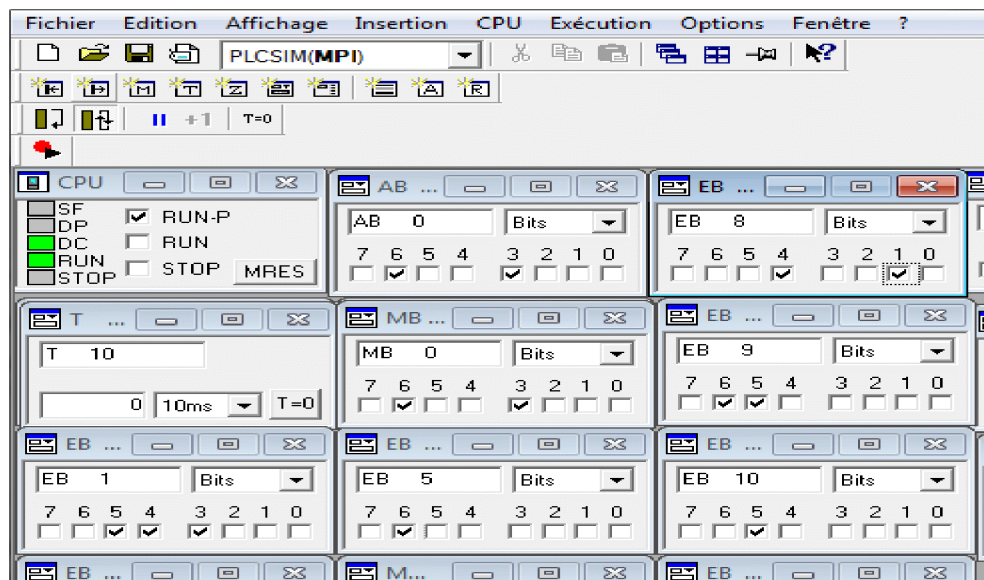 Fichier Edition Affichage Insertion CPU Exécution Options Fenêtre ?
PLCSIM(MPI)
M T Z A R
+1 T=0
CPU
SF
DP
DC
RUN
STOP
RUN-P
RUN
STOP MRES
AB ...
AB 0 Bits
7 6 5 4 3 2 1 0
EB ...
EB 8 Bits
7 6 5 4 3 2 1 0
T ...
T 10
0 10ms T=0
MB ...
MB 0 Bits
7 6 5 4 3 2 1 0
EB ...
EB 9 Bits
7 6 5 4 3 2 1 0
EB ...
EB 1 Bits
7 6 5 4 3 2 1 0
EB ...
EB 5 Bits
7 6 5 4 3 2 1 0
EB ...
EB 10 Bits
7 6 5 4 3 2 1 0
EB ...
M...
EB ...